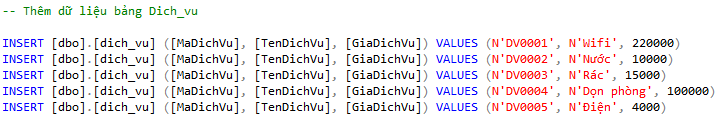 -- Thêm dữ liệu bảng Dich_vu
INSERT [dbo].[dich_vu] ([MaDichVu], [TenDichVu], [GiaDichVu]) VALUES (N'DV0001', N'Wifi', 220000)
INSERT [dbo].[dich_vu] ([MaDichVu], [TenDichVu], [GiaDichVu]) VALUES (N'DV0002', N'Nước', 10000)
INSERT [dbo].[dich_vu] ([MaDichVu], [TenDichVu], [GiaDichVu]) VALUES (N'DV0003', N'Rác', 15000)
INSERT [dbo].[dich_vu] ([MaDichVu], [TenDichVu], [GiaDichVu]) VALUES (N'DV0004', N'Dọn phòng', 100000)
INSERT [dbo].[dich_vu] ([MaDichVu], [TenDichVu], [GiaDichVu]) VALUES (N'DV0005', N'Điện', 4000)